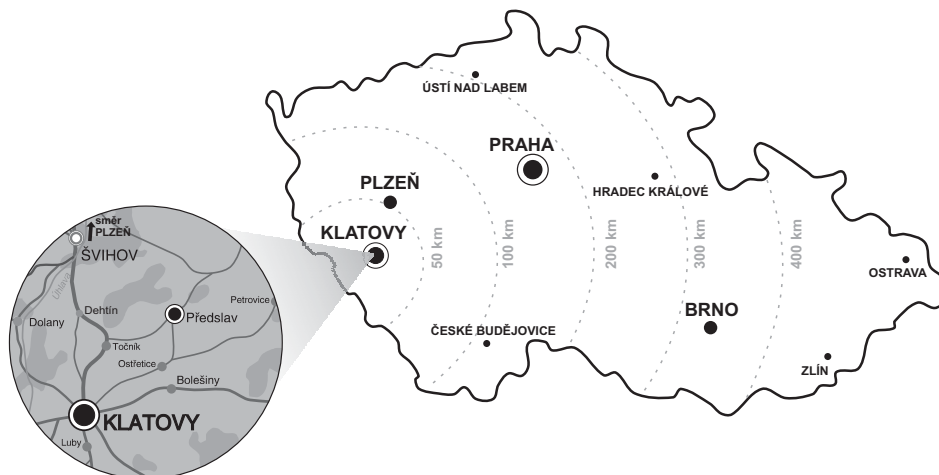 ÚSTÍ NAD LABEM
PRAHA
HRADEC KRÁLOVÉ
PLZEŇ
KLATOVY
50 km
100 km
200 km
300 km
400 km
OSTRAVA
BRNO
ČESKÉ BUDĚJOVICE
ZLÍN
směr
PLZEŇ
ŠVIHOV
Úhlava
Petrovice
Dehtín
Předslav
Dolany
Točník
Ostřetice
Bolešiny
KLATOVY
Luby